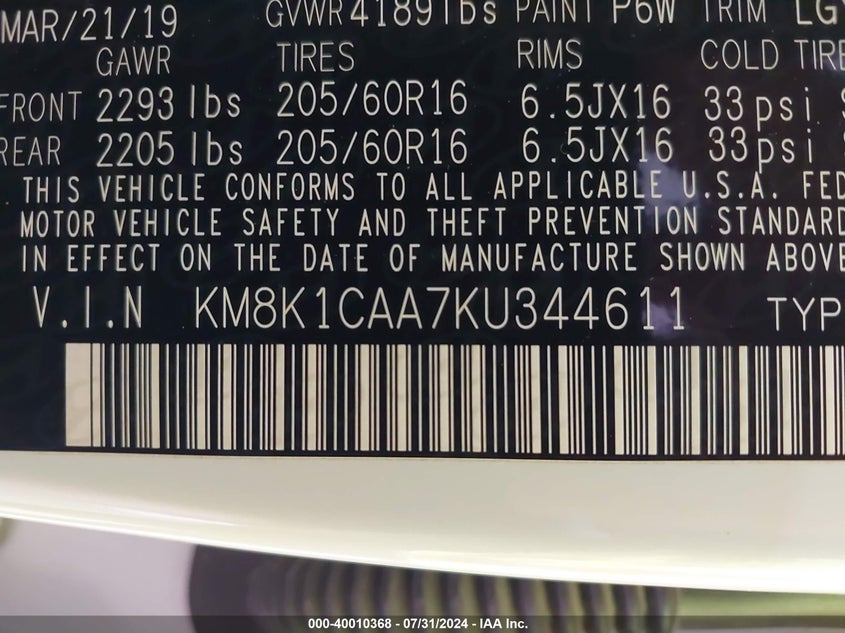 MAR/21/19 GVWR 4189 lbs PAINT P6W TRIM LG
GAWR TIRES RIMS COLD TIRE
FRONT 2293 lbs 205/60R16 6.5JX16 33psi
REAR 2205 lbs 205/60R16 6.5JX16 33psi
THIS VEHICLE CONFORMS TO ALL APPLICABLE U.S.A. FED
MOTOR VEHICLE SAFETY AND THEFT PREVENTION STANDARD
IN EFFECT ON THE DATE OF MANUFACTURE SHOWN ABOVE
V.I.N KM8K1CAA7KU344611 TYP
000-40010368 - 07/31/2024 - IAA Inc.